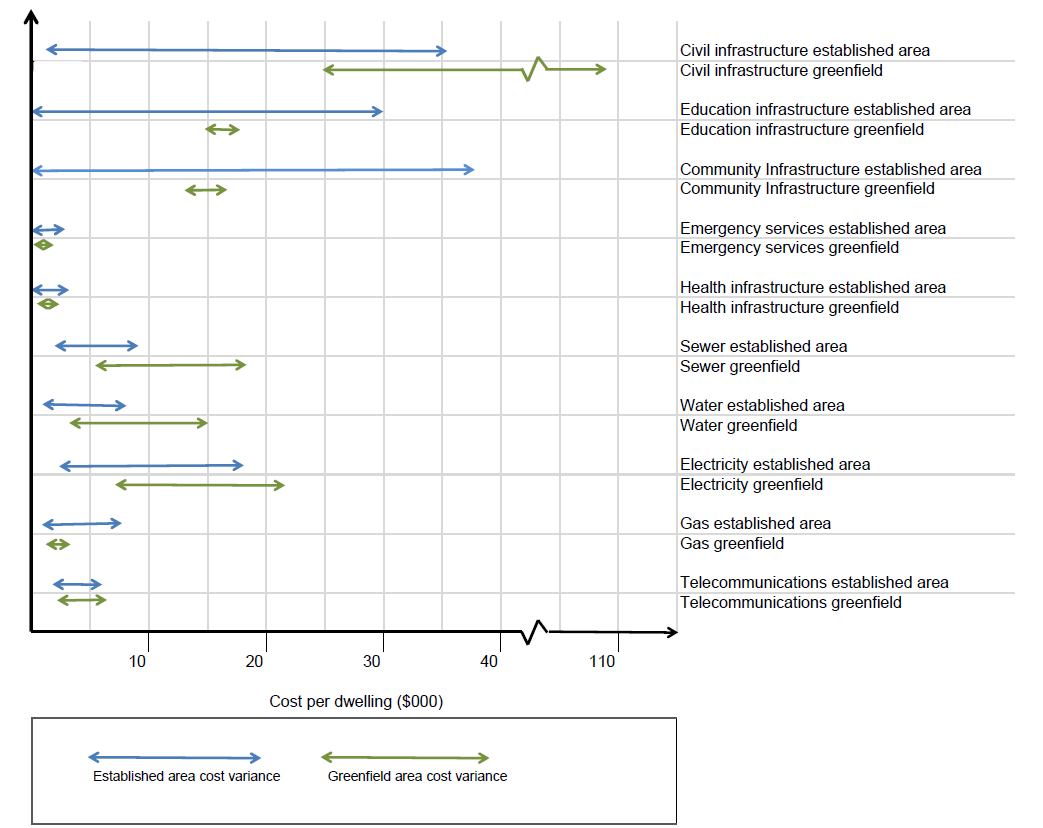 Civil infrastructure established area
Civil infrastructure greenfield
Education infrastructure established area
Education infrastructure greenfield
Community Infrastructure established area
Community Infrastructure greenfield
Emergency services established area
Emergency services greenfield
Health infrastructure established area
Health infrastructure greenfield
Sewer established area
Sewer greenfield
Water established area
Water greenfield
Electricity established area
Electricity greenfield
Gas established area
Gas greenfield
Telecommunications established area
Telecommunications greenfield
10 20 30 40 110
Cost per dwelling ($000)
Established area cost variance Greenfield area cost variance